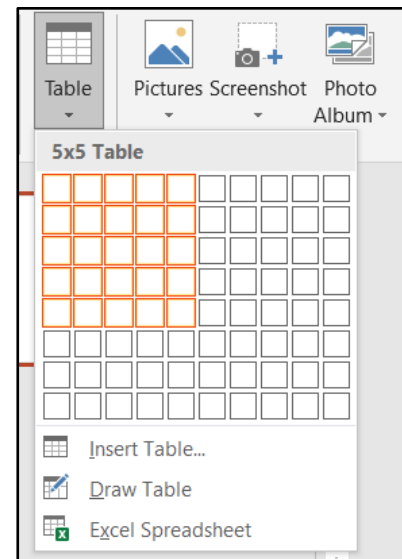 Table Pictures Screenshot Photo
Album
5x5 Table
Insert Table...
Draw Table
Excel Spreadsheet